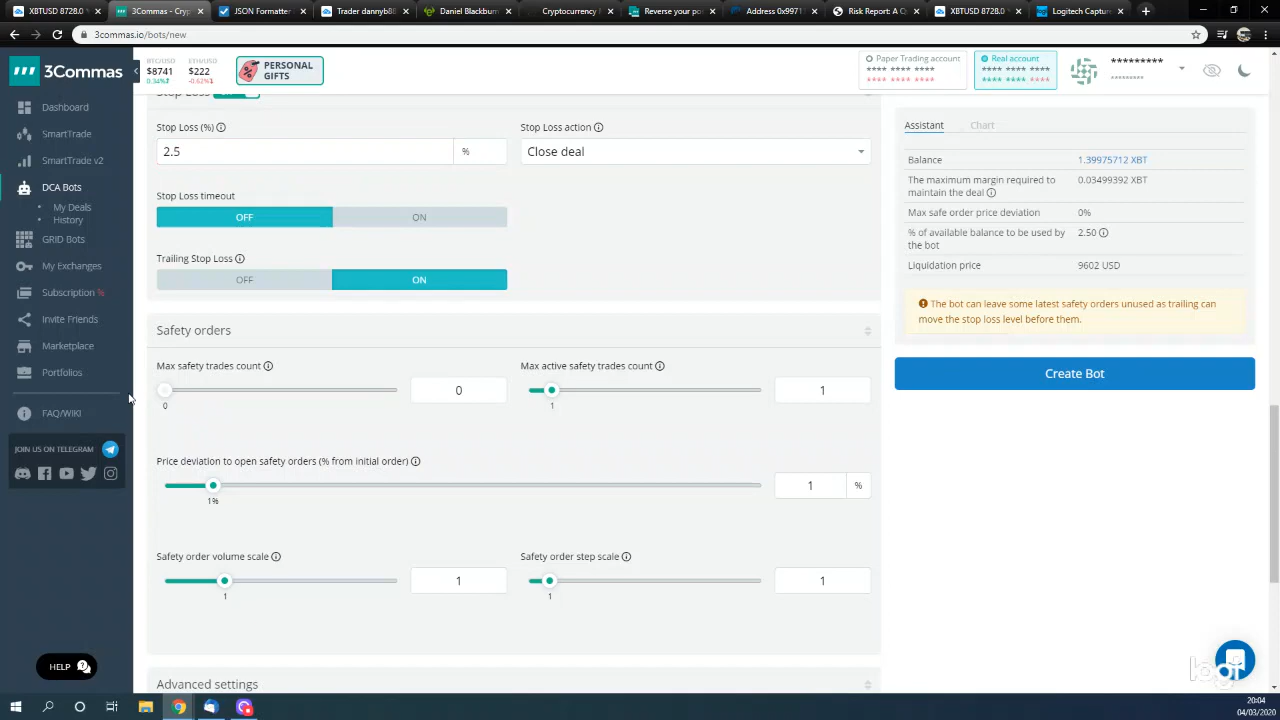 XBTUSD 8728.0
3Commas - Cryp
JSON Formatter
Trader dannyb8
Daniel Blackbur
Cryptocurrency
Reverse your po
Address 0x9971
Risk Report: A Q
XBTUSD 8728.0
Logitech Captur
3commas.io/bots/new
3Commas
BTC/USD
$8741
0.34%
ETH/USD
$222
-0.62%
PERSONAL
GIFTS
Paper Trading account
**** **** ****
**** **** ****
Real account
**** **** ****
**** **** ****
*********
*********
Dashboard
SmartTrade
SmartTrade v2
DCA Bots
My Deals
History
GRID Bots
My Exchanges
Subscription %
Invite Friends
Marketplace
Portfolios
FAQ/WIKI
JOIN US ON TELEGRAM
HELP
Stop Loss
Stop Loss (%)
2.5 %
Stop Loss action
Close deal
Stop Loss timeout
OFF ON
Trailing Stop Loss
OFF ON
Safety orders
Max safety trades count
0
0
Max active safety trades count
1
1
Price deviation to open safety orders (% from initial order)
1 %
1%
Safety order volume scale
1
1
Safety order step scale
1
1
Advanced settings
Assistant Chart
Balance 1.39975712 XBT
The maximum margin required to
maintain the deal 0.03499392 XBT
Max safe order price deviation 0%
% of available balance to be used by
the bot 2.50
Liquidation price 9602 USD
The bot can leave some latest safety orders unused as trailing can
move the stop loss level before them.
Create Bot
logi
20:04
04/03/2020